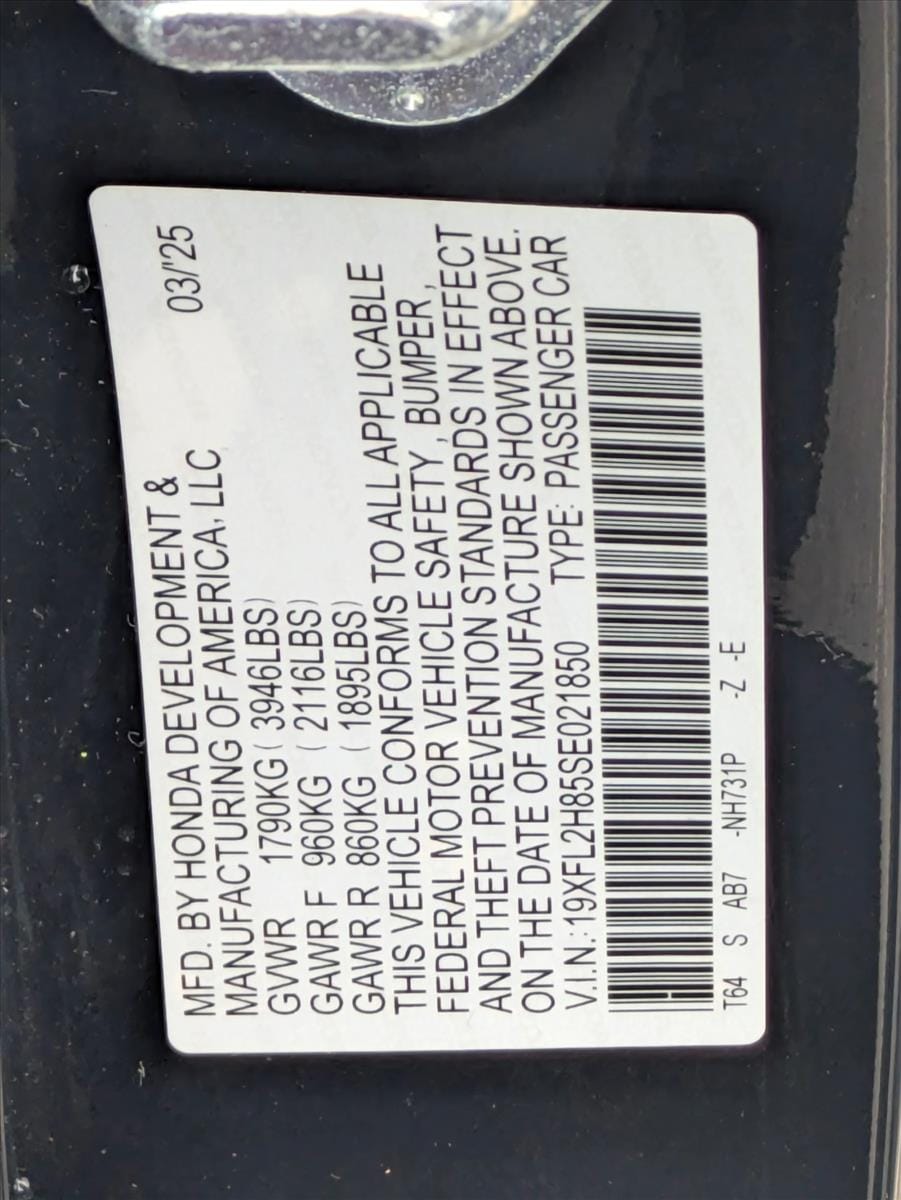 MFD. BY HONDA DEVELOPMENT & 03/'25
MANUFACTURING OF AMERICA, LLC
GVWR 1790KG ( 3946LBS)
GAWR F 960KG ( 2116LBS)
GAWR R 860KG ( 1895LBS)
THIS VEHICLE CONFORMS TO ALL APPLICABLE
FEDERAL MOTOR VEHICLE SAFETY, BUMPER,
AND THEFT PREVENTION STANDARDS IN EFFECT
ON THE DATE OF MANUFACTURE SHOWN ABOVE.
V.I.N.: 19XFL2H85SE021850 TYPE: PASSENGER CAR
T64 S AB7 -NH731P -Z -E